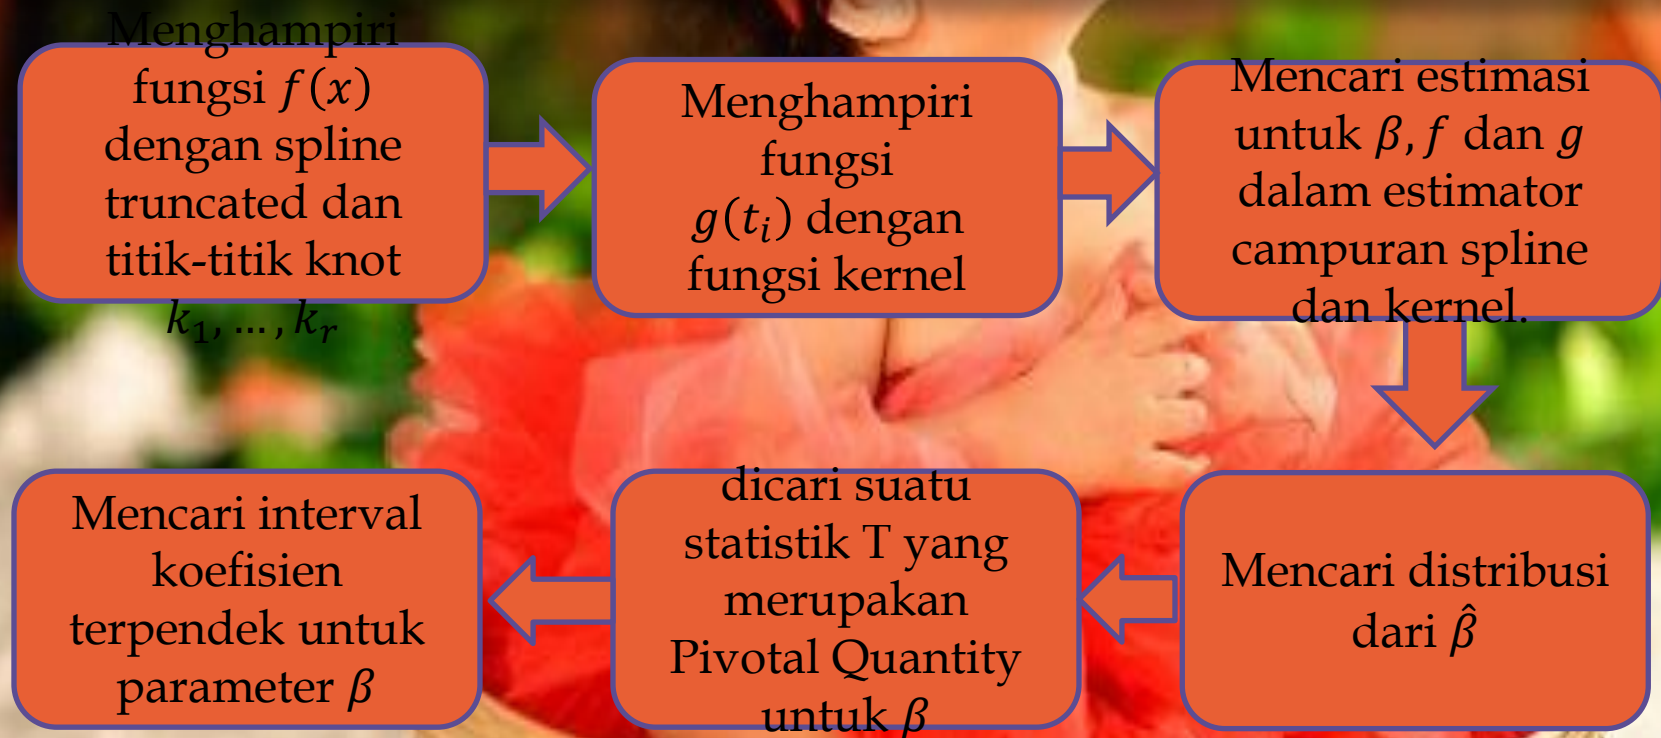 Menghampiri
fungsi f(x)
dengan spline
truncated dan
titik-titik knot
k₁, … , kᵣ
Menghampiri
fungsi
g(tᵢ) dengan
fungsi kernel
Mencari estimasi
untuk β, f dan g
dalam estimator
campuran spline
dan kernel.
Mencari distribusi
dari β̂
dicari suatu
statistik T yang
merupakan
Pivotal Quantity
untuk β
Mencari interval
koefisien
terpendek untuk
parameter β